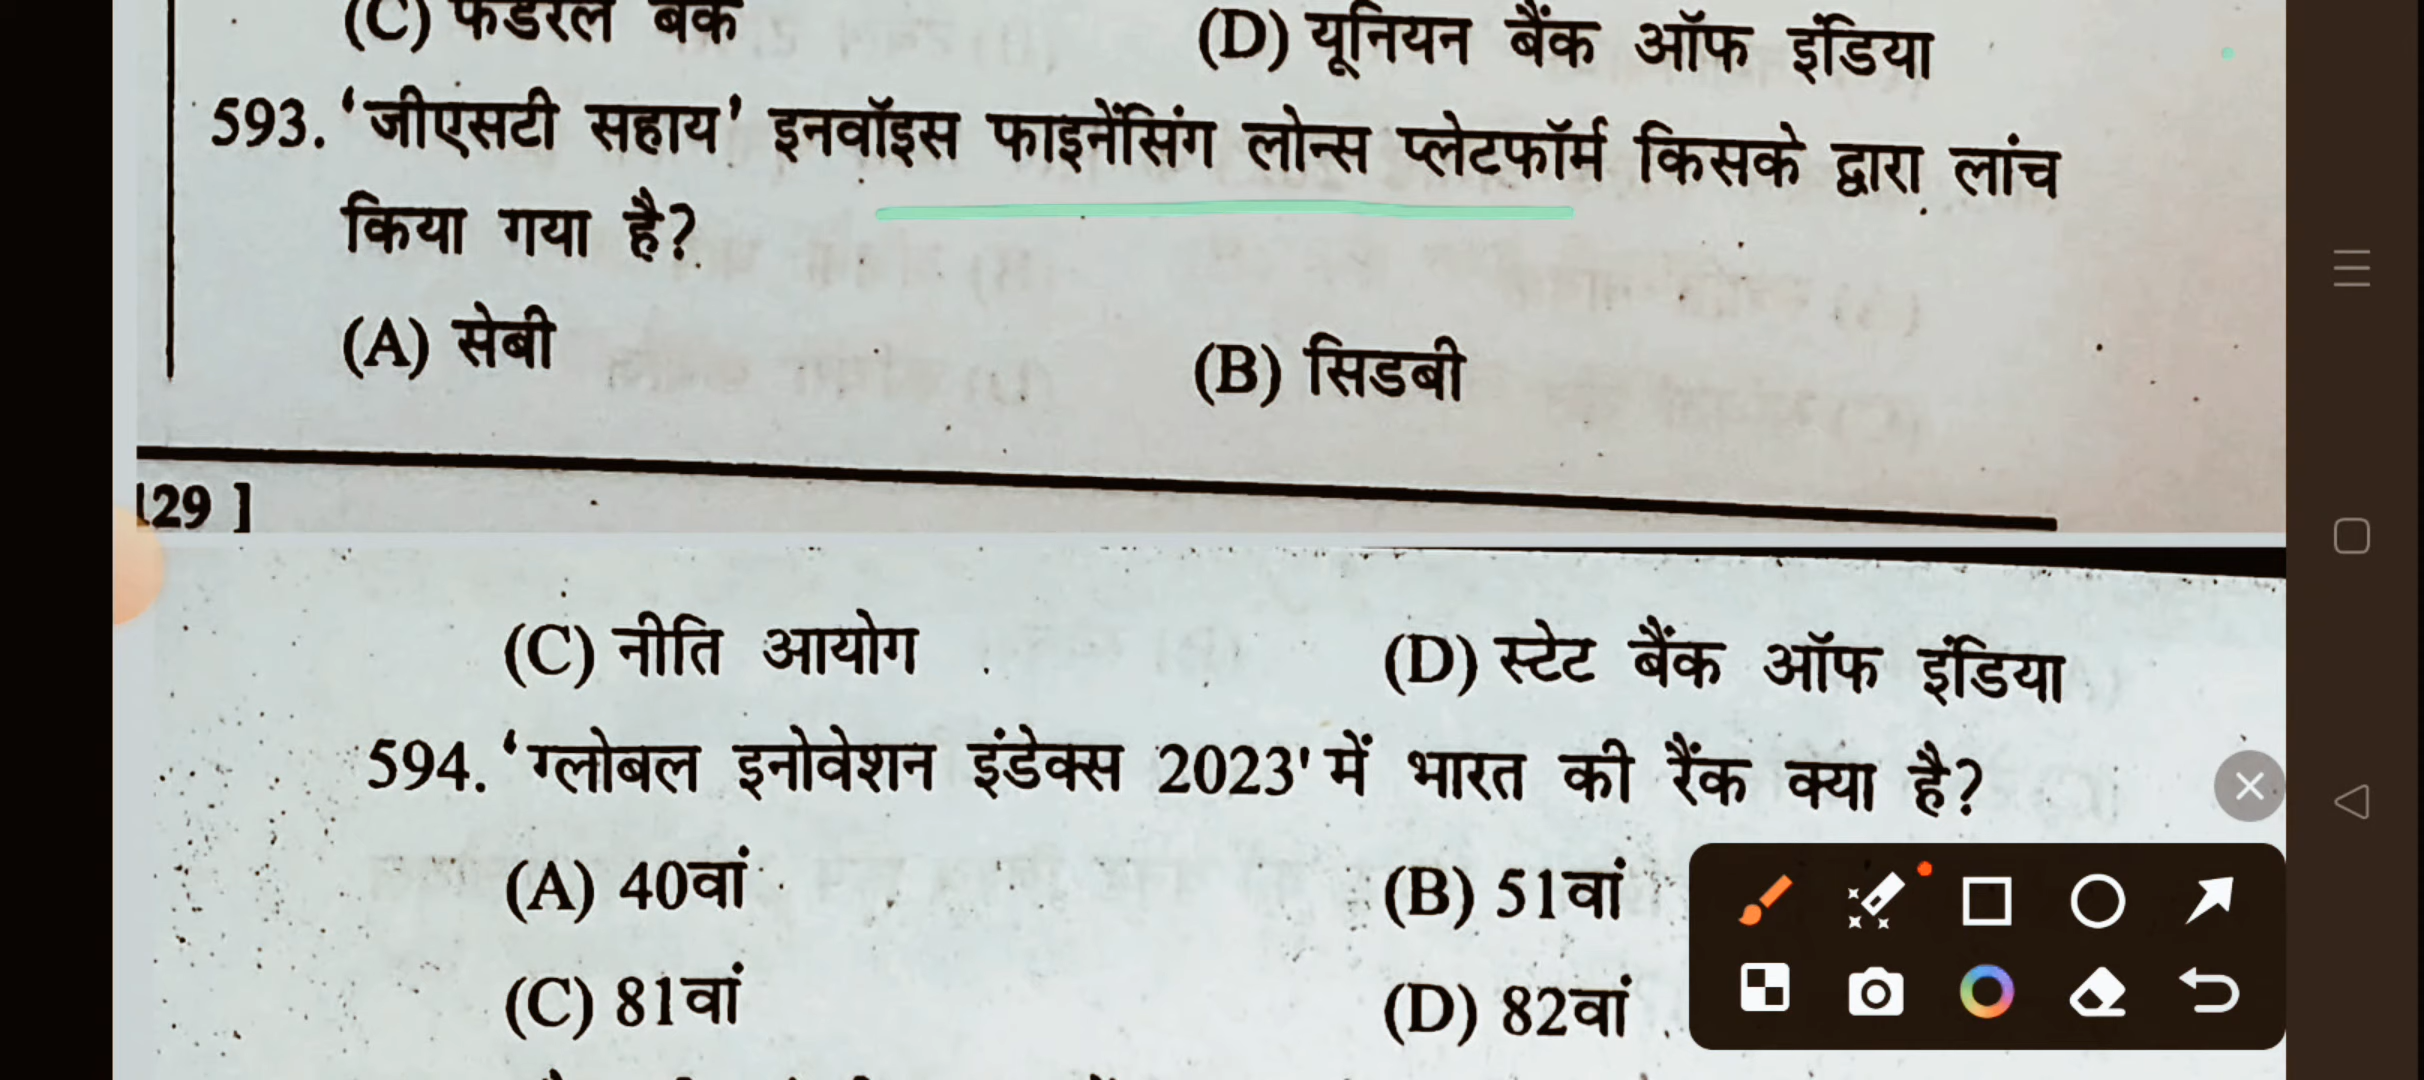 (C) फेडरल बैंक
(D) यूनियन बैंक ऑफ इंडिया
593. 'जीएसटी सहाय' इनवॉइस फाइनेंसिंग लोन्स प्लेटफॉर्म किसके द्वारा लांच
किया गया है?
(A) सेबी
(B) सिडबी
129 ]
(C) नीति आयोग
(D) स्टेट बैंक ऑफ इंडिया
594. 'ग्लोबल इनोवेशन इंडेक्स 2023' में भारत की रैंक क्या है?
(A) 40वां
(B) 51वां
(C) 81वां
(D) 82वां